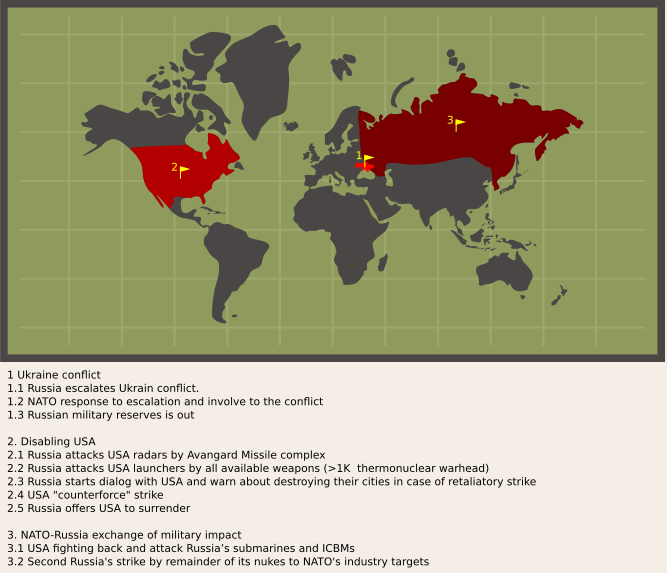 3
1
2
1 Ukraine conflict
1.1 Russia escalates Ukrain conflict.
1.2 NATO response to escalation and involve to the conflict
1.3 Russian military reserves is out
2. Disabling USA
2.1 Russia attacks USA radars by Avangard Missile complex
2.2 Russia attacks USA launchers by all available weapons (>1K  thermonuclear warhead)
2.3 Russia starts dialog with USA and warn about destroying their cities in case of retaliatory strike
2.4 USA "counterforce" strike
2.5 Russia offers USA to surrender
3. NATO-Russia exchange of military impact
3.1 USA fighting back and attack Russia’s submarines and ICBMs
3.2 Second Russia's strike by remainder of its nukes to NATO's industry targets